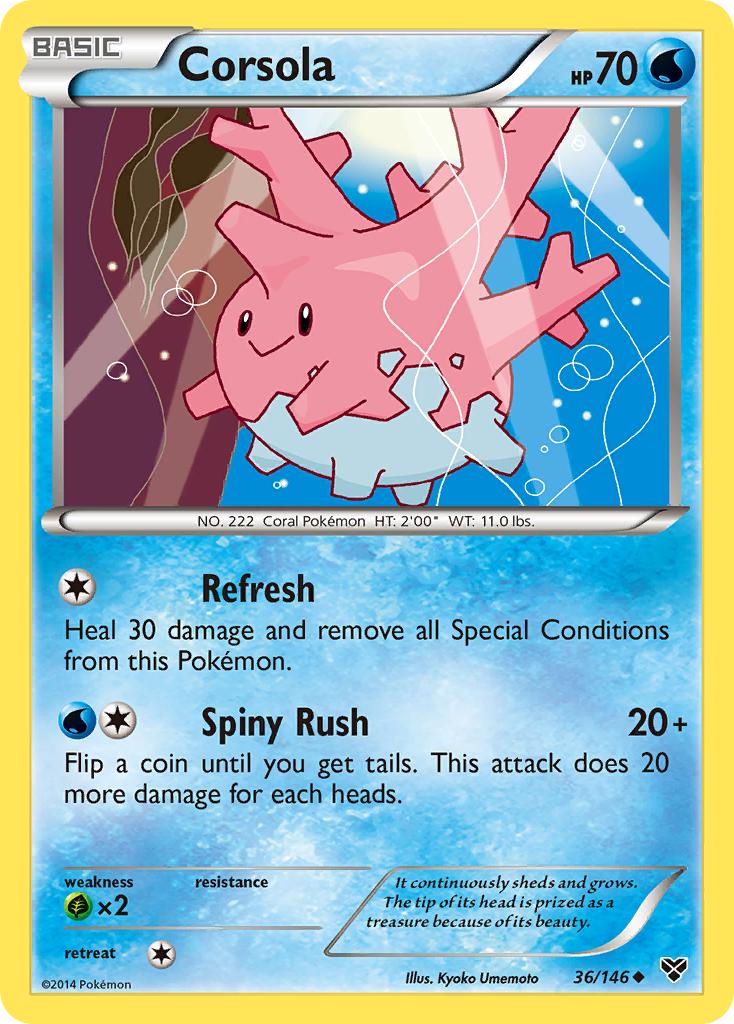 BASIC
Corsola
HP 70
NO. 222 Coral Pokémon HT: 2'00" WT: 11.0 lbs.
Refresh
Heal 30 damage and remove all Special Conditions
from this Pokémon.
Spiny Rush
20+
Flip a coin until you get tails. This attack does 20
more damage for each heads.
weakness
resistance
×2
retreat
It continuously sheds and grows.
The tip of its head is prized as a
treasure because of its beauty.
©2014 Pokémon
Illus. Kyoko Umemoto
36/146